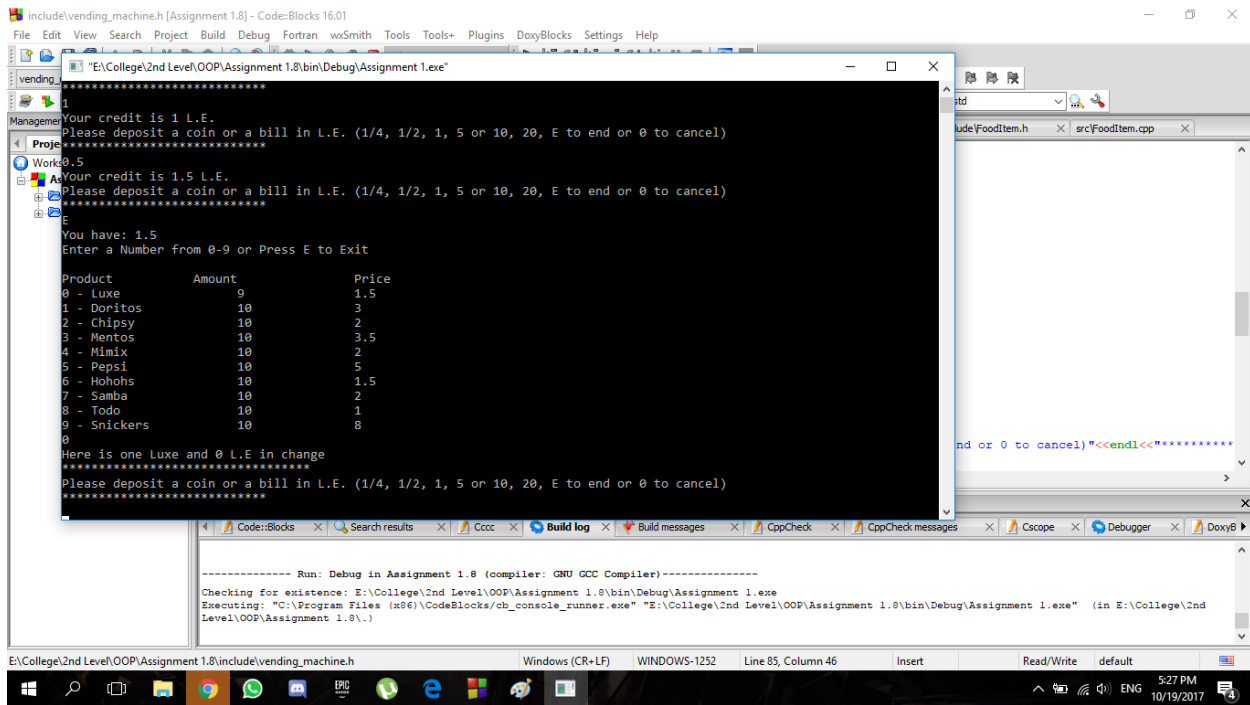 include\vending_machine.h [Assignment 1.8] - Code::Blocks 16.01
File Edit View Search Project Build Debug Fortran wxSmith Tools Tools+ Plugins DoxyBlocks Settings Help
"E:\College\2nd Level\OOP\Assignment 1.8\bin\Debug\Assignment 1.exe"
vending_
std
Managemer
lude\FoodItem.h
src\FoodItem.cpp
Proje
Works
As
****************************
1
Your credit is 1 L.E.
Please deposit a coin or a bill in L.E. (1/4, 1/2, 1, 5 or 10, 20, E to end or 0 to cancel)
****************************
0.5
Your credit is 1.5 L.E.
Please deposit a coin or a bill in L.E. (1/4, 1/2, 1, 5 or 10, 20, E to end or 0 to cancel)
****************************
E
You have: 1.5
Enter a Number from 0-9 or Press E to Exit
Product Amount Price
0 - Luxe 9 1.5
1 - Doritos 10 3
2 - Chipsy 10 2
3 - Mentos 10 3.5
4 - Mimix 10 2
5 - Pepsi 10 5
6 - Hohohs 10 1.5
7 - Samba 10 2
8 - Todo 10 1
9 - Snickers 10 8
0
Here is one Luxe and 0 L.E in change
**********************************
Please deposit a coin or a bill in L.E. (1/4, 1/2, 1, 5 or 10, 20, E to end or 0 to cancel)
****************************
nd or 0 to cancel)"<<endl<<"**********
Code::Blocks Search results Cccc Build log Build messages CppCheck CppCheck messages Cscope Debugger DoxyB
-------------- Run: Debug in Assignment 1.8 (compiler: GNU GCC Compiler)---------------
Checking for existence: E:\College\2nd Level\OOP\Assignment 1.8\bin\Debug\Assignment 1.exe
Executing: "C:\Program Files (x86)\CodeBlocks/cb_console_runner.exe" "E:\College\2nd Level\OOP\Assignment 1.8\bin\Debug\Assignment 1.exe" (in E:\College\2nd
Level\OOP\Assignment 1.8\.)
E:\College\2nd Level\OOP\Assignment 1.8\include\vending_machine.h Windows (CR+LF) WINDOWS-1252 Line 85, Column 46 Insert Read/Write default
EPIC GAMES
ENG
5:27 PM
10/19/2017
4